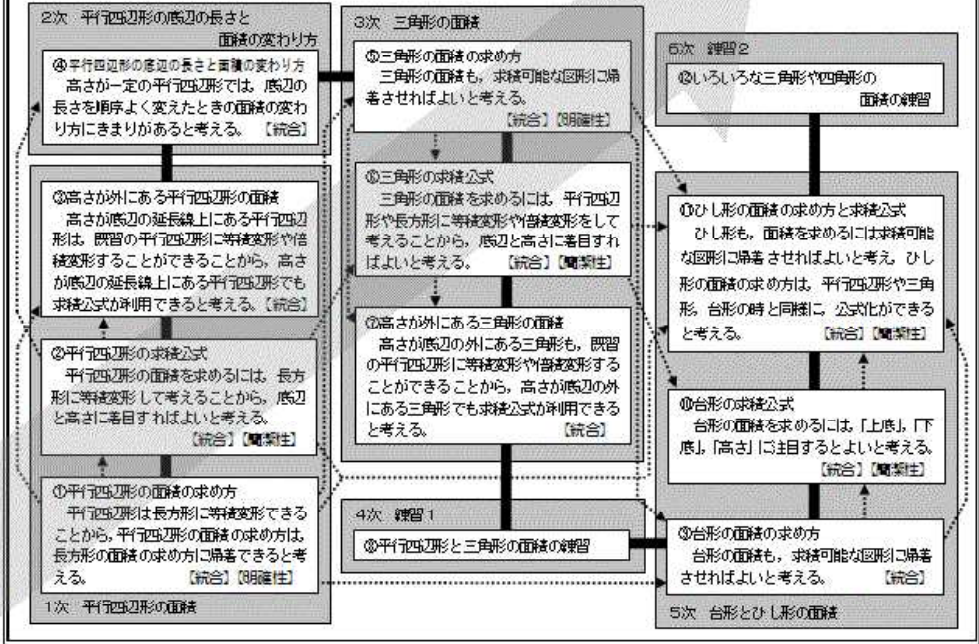 2次 平行四辺形の底辺の長さと
面積の変わり方
④平行四辺形の底辺の長さと面積の変わり方
高さが一定の平行四辺形では，底辺の
長さを順序よく変えたときの面積の変わ
り方にきまりがあると考える。【統合】
③高さが外にある平行四辺形の面積
高さが底辺の延長線上にある平行四辺
形は，既習の平行四辺形に等積変形や倍
積変形することができることから，高さ
が底辺の延長線上にある平行四辺形でも
求積公式が利用できると考える。【統合】
②平行四辺形の求積公式
平行四辺形の面積を求めるには，長方
形に等積変形して考えることから，底辺
と高さに着目すればよいと考える。
【統合】【簡潔性】
①平行四辺形の面積の求め方
平行四辺形は長方形に等積変形できる
ことから，平行四辺形の面積の求め方は，
長方形の面積の求め方に帰着できると考
える。【統合】【明確性】
1次 平行四辺形の面積
3次 三角形の面積
⑤三角形の面積の求め方
三角形の面積も，求積可能な図形に帰
着させればよいと考える。
【統合】【明確性】
⑥三角形の求積公式
三角形の面積を求めるには，平行四辺
形や長方形に等積変形や倍積変形をして
考えることから，底辺と高さに着目すれ
ばよいと考える。【統合】【簡潔性】
⑦高さが外にある三角形の面積
高さが底辺の外にある三角形も，既習
の平行四辺形に等積変形や倍積変形する
ことができることから，高さが底辺の外
にある三角形でも求積公式が利用できる
と考える。【統合】
4次 練習1
⑧平行四辺形と三角形の面積の練習
6次 練習2
⑫いろいろな三角形や四角形の
面積の練習
⑪ひし形の面積の求め方と求積公式
ひし形も，面積を求めるには求積可能
な図形に帰着させればよいと考え，ひし
形の面積の求め方は，平行四辺形や三角
形，台形の時と同様に，公式化ができる
と考える。【統合】【簡潔性】
⑩台形の求積公式
台形の面積を求めるには，「上底」，「下
底」，「高さ」に注目するとよいと考える。
【統合】【簡潔性】
⑨台形の面積の求め方
台形の面積も，求積可能な図形に帰着
させればよいと考える。【統合】
5次 台形とひし形の面積